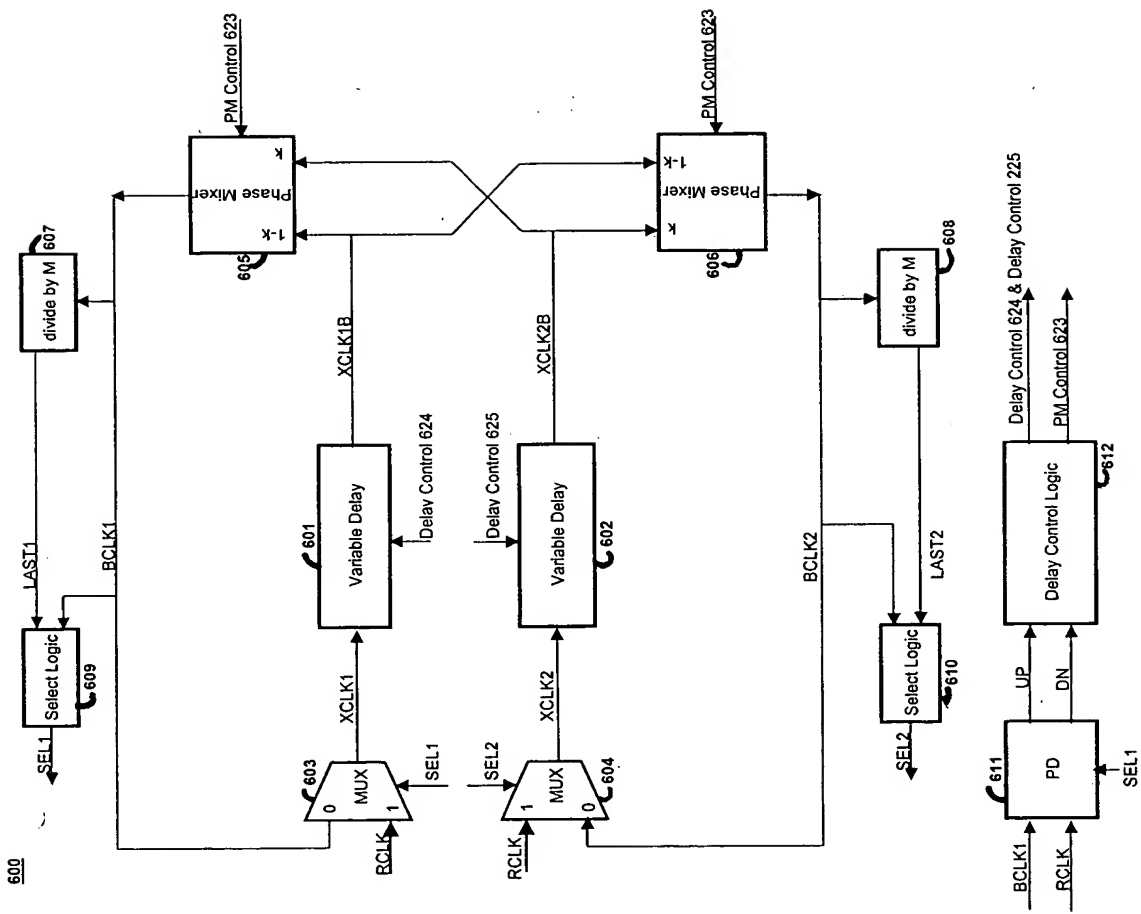 600
SEL1
Select Logic
609
LAST1
divide by M
607
BCLK1
603
0
MUX
1
RCLK
SEL1
XCLK1
601
Variable Delay
Delay Control 624
XCLK1B
605
1-k
Phase Mixer
k
PM Control 623
RCLK
1
MUX
0
604
SEL2
XCLK2
Delay Control 625
Variable Delay
602
XCLK2B
k
Phase Mixer
1-k
606
PM Control 623
BCLK2
SEL2
Select Logic
610
LAST2
divide by M
608
BCLK1
RCLK
611
PD
SEL1
UP
DN
Delay Control Logic
612
Delay Control 624 & Delay Control 225
PM Control 623